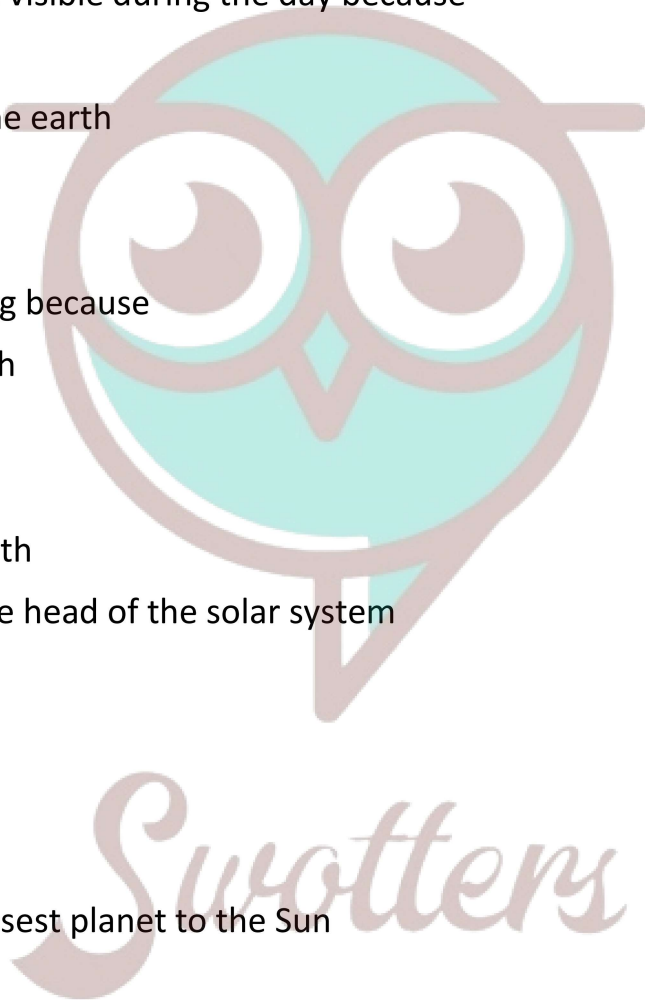 visible during the day because
e earth
g because
h
th
e head of the solar system
Swotters
sest planet to the Sun